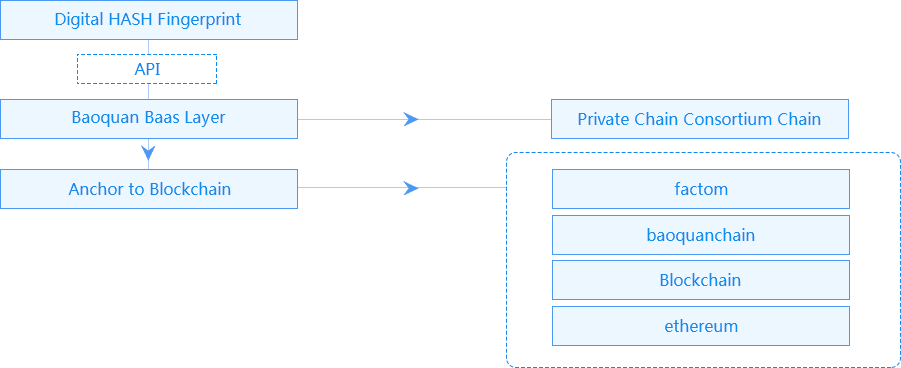 Digital HASH Fingerprint
API
Baoquan Baas Layer
Private Chain Consortium Chain
Anchor to Blockchain
factom
baoquanchain
Blockchain
ethereum